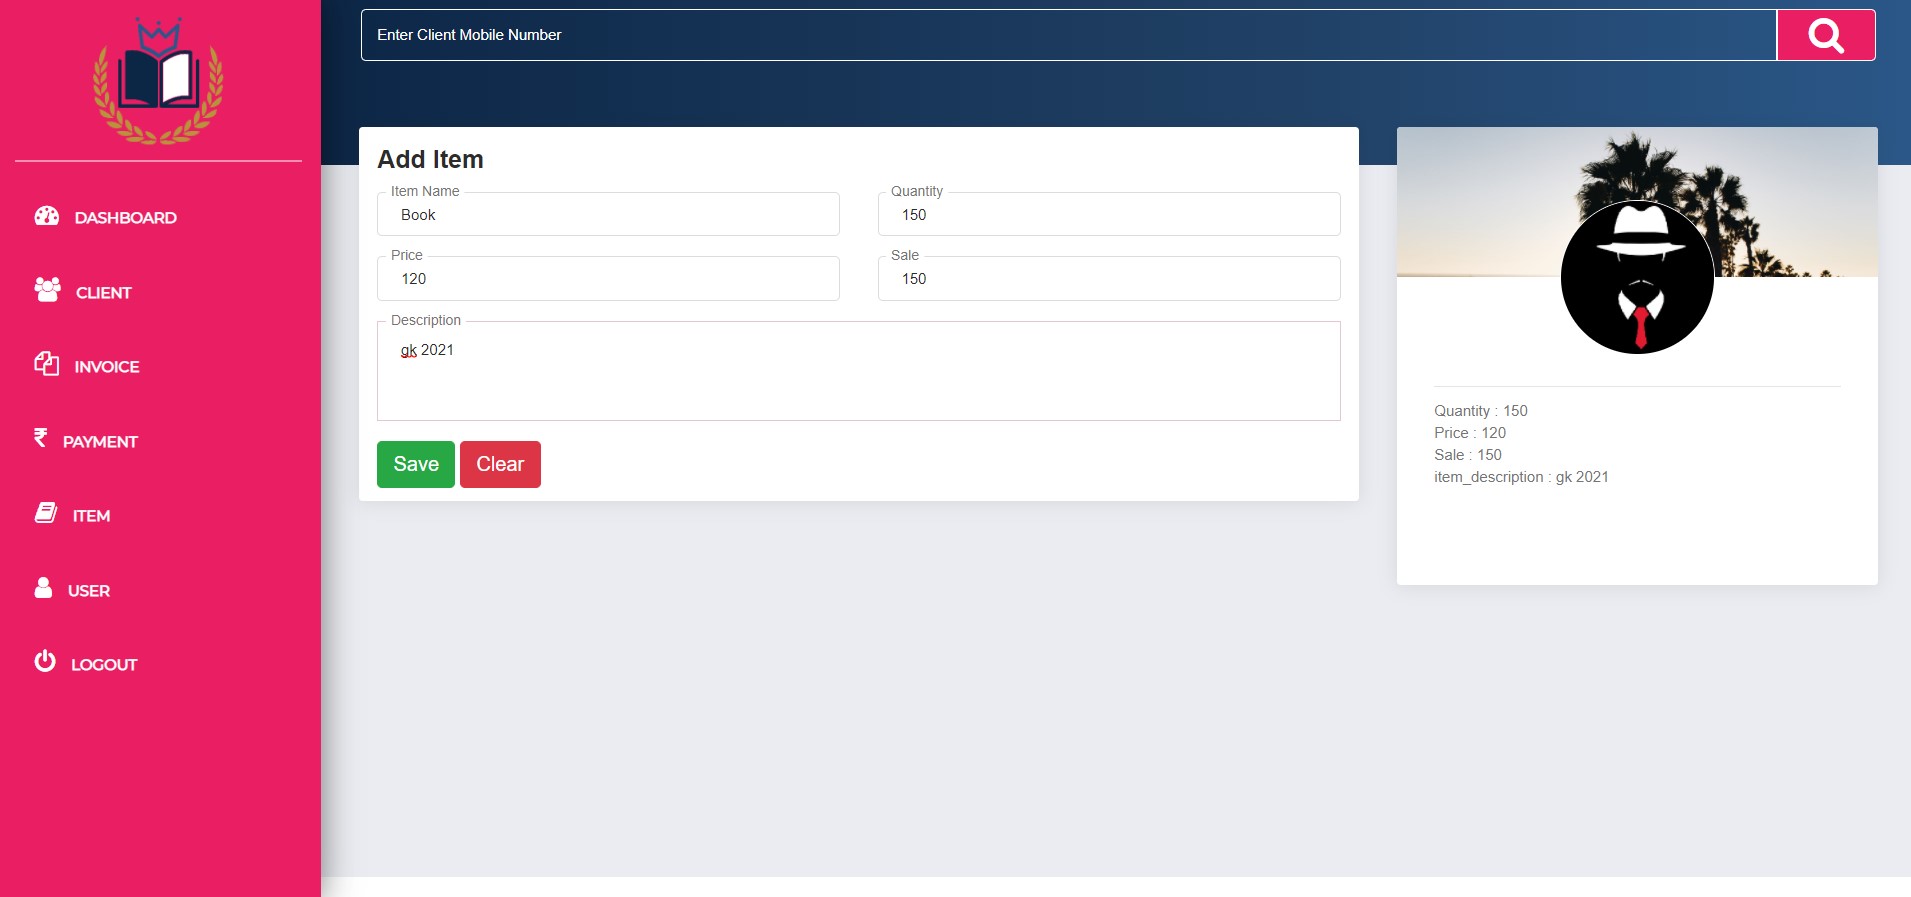 Enter Client Mobile Number
DASHBOARD
CLIENT
INVOICE
PAYMENT
ITEM
USER
LOGOUT
Add Item
Item Name
Book
Quantity
150
Price
120
Sale
150
Description
gk 2021
Save Clear
Quantity : 150
Price : 120
Sale : 150
item_description : gk 2021